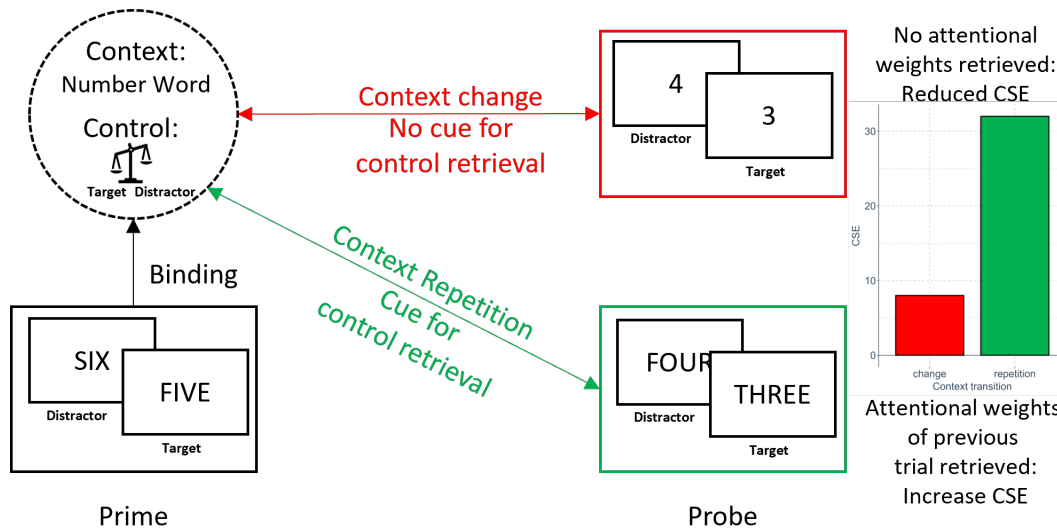 Context:
Number Word
Control:
Target Distractor
Binding
SIX
Distractor
FIVE
Target
Prime
Context change
No cue for
control retrieval
Context Repetition
Cue for
control retrieval
4
Distractor
3
Target
FOUR
Distractor
THREE
Target
Probe
No attentional
weights retrieved:
Reduced CSE
30
20
10
0
CSE
change repetition
Context transition
Attentional weights
of previous
trial retrieved:
Increase CSE